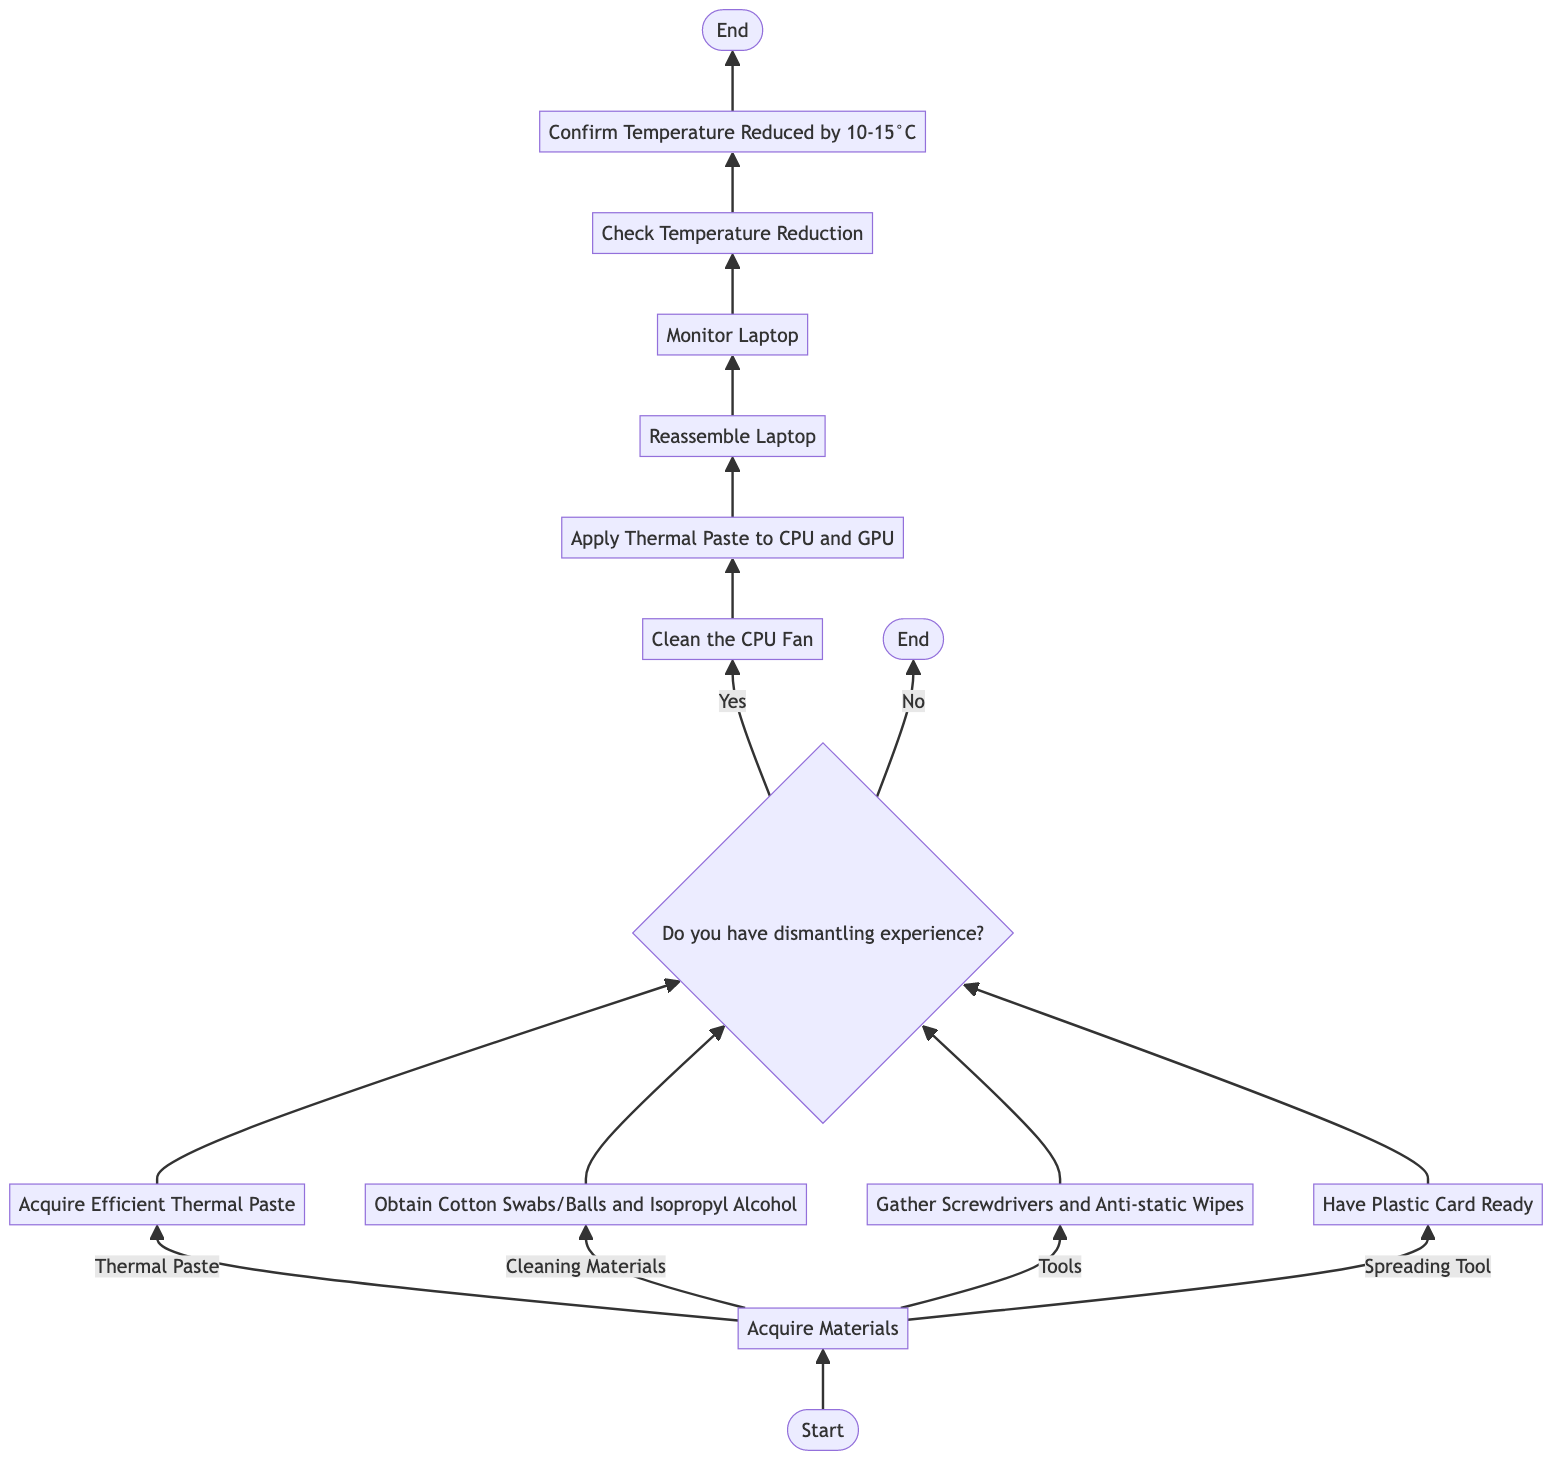 End
Confirm Temperature Reduced by 10-15°C
Check Temperature Reduction
Monitor Laptop
Reassemble Laptop
Apply Thermal Paste to CPU and GPU
Clean the CPU Fan
End
Yes
No
Do you have dismantling experience?
Acquire Efficient Thermal Paste
Obtain Cotton Swabs/Balls and Isopropyl Alcohol
Gather Screwdrivers and Anti-static Wipes
Have Plastic Card Ready
Thermal Paste
Cleaning Materials
Tools
Spreading Tool
Acquire Materials
Start